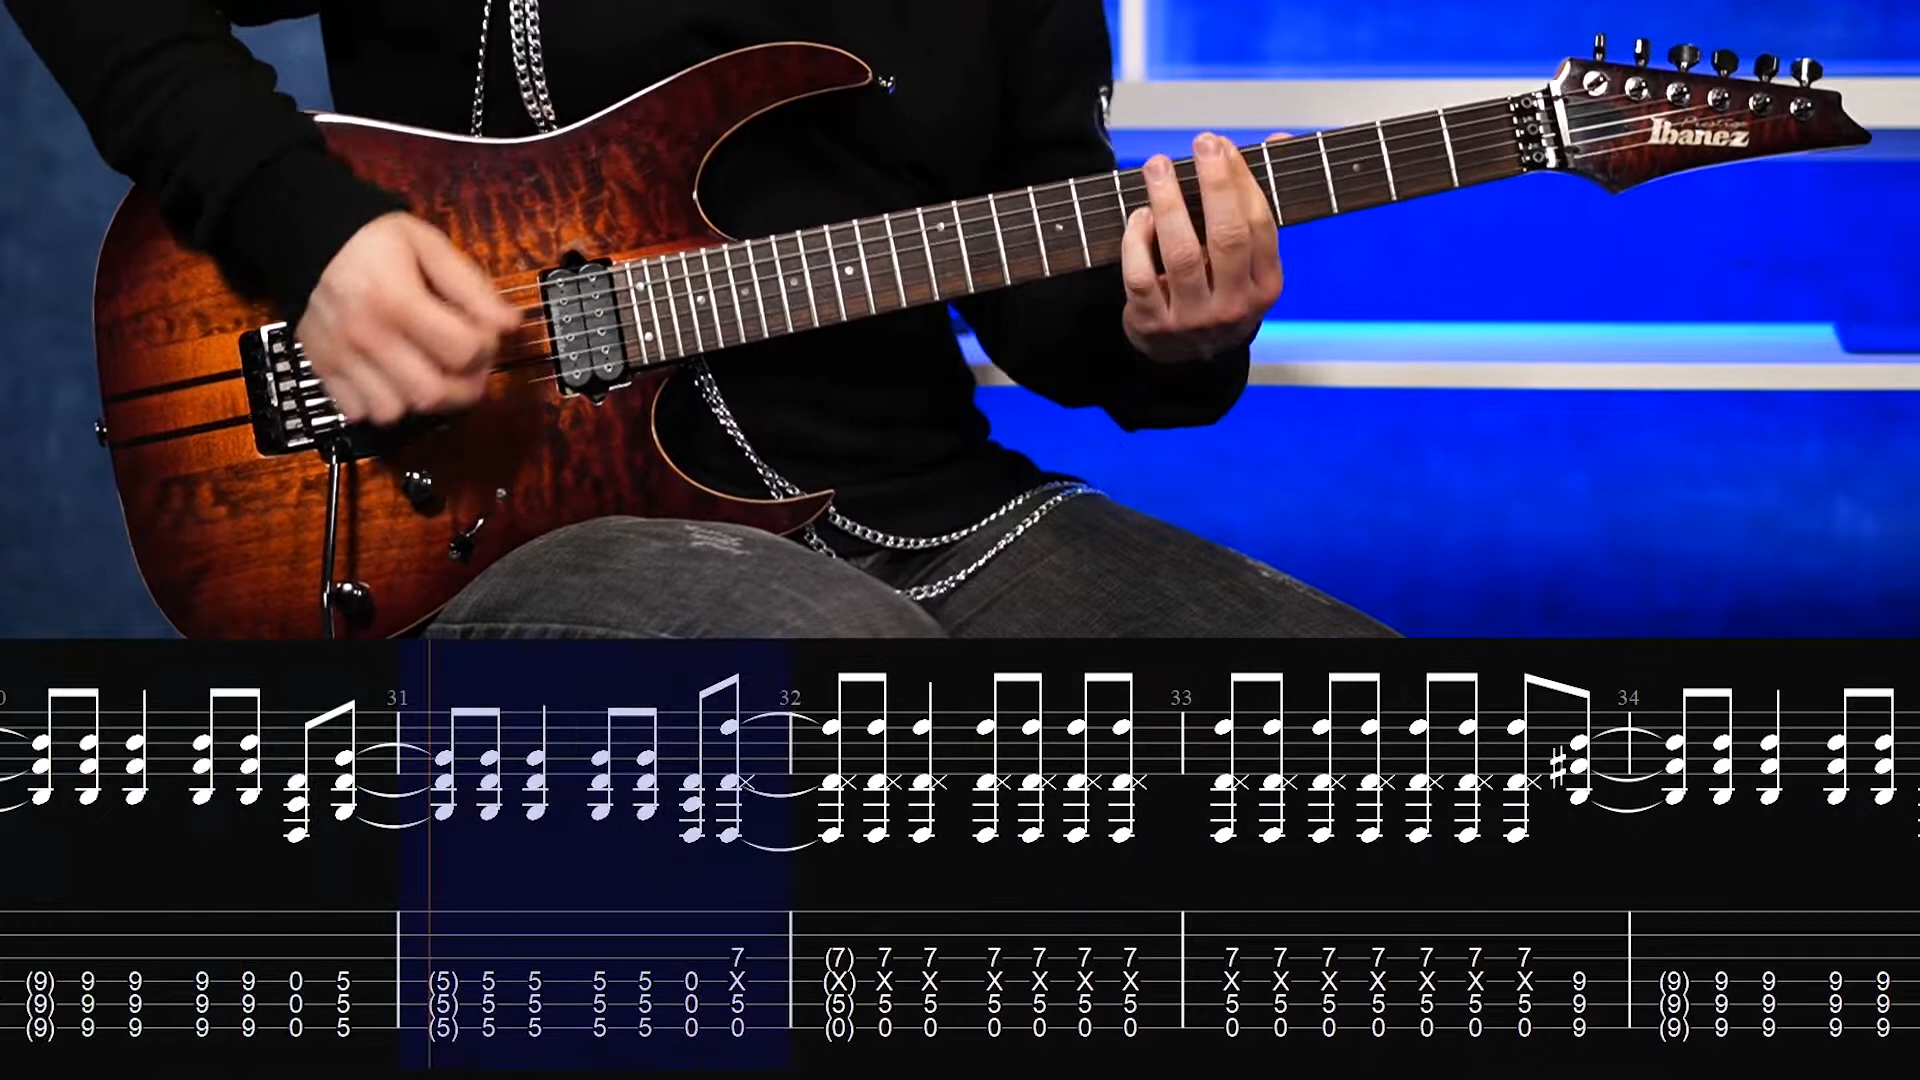 Prestige
Ibanez
0 31 32 33 34
7 (7) 7 7 7 7 7 7 7 7 7 7 7 7 7
(9) 9 9 9 9 0 5 (5) 5 5 5 5 0 X (X) X X X X X X X X X X X X X 9 (9) 9 9 9 9
(9) 9 9 9 9 0 5 (5) 5 5 5 5 0 5 (5) 5 5 5 5 5 5 5 5 5 5 5 5 5 9 (9) 9 9 9 9
(9) 9 9 9 9 0 5 (5) 5 5 5 5 0 0 (0) 0 0 0 0 0 0 0 0 0 0 0 0 0 9 (9) 9 9 9 9